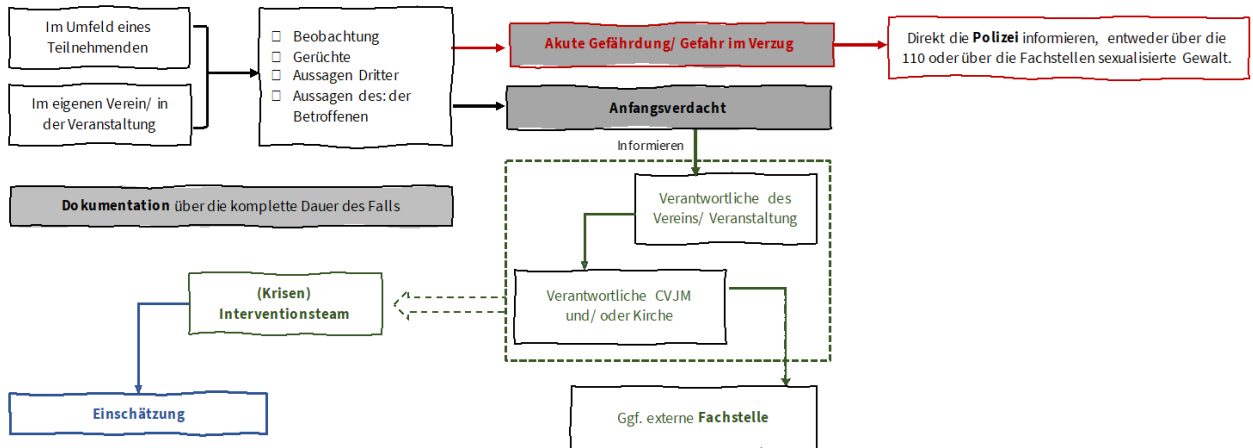 Im Umfeld eines
Teilnehmenden
Im eigenen Verein/ in
der Veranstaltung
Beobachtung
Gerüchte
Aussagen Dritter
Aussagen des: der
Betroffenen
Akute Gefährdung/ Gefahr im Verzug
Direkt die Polizei informieren, entweder über die
110 oder über die Fachstellen sexualisierte Gewalt.
Anfangsverdacht
Informieren
Dokumentation über die komplette Dauer des Falls
Verantwortliche des
Vereins/ Veranstaltung
Verantwortliche CVJM
und/ oder Kirche
(Krisen)
Interventionsteam
Einschätzung
Ggf. externe Fachstelle